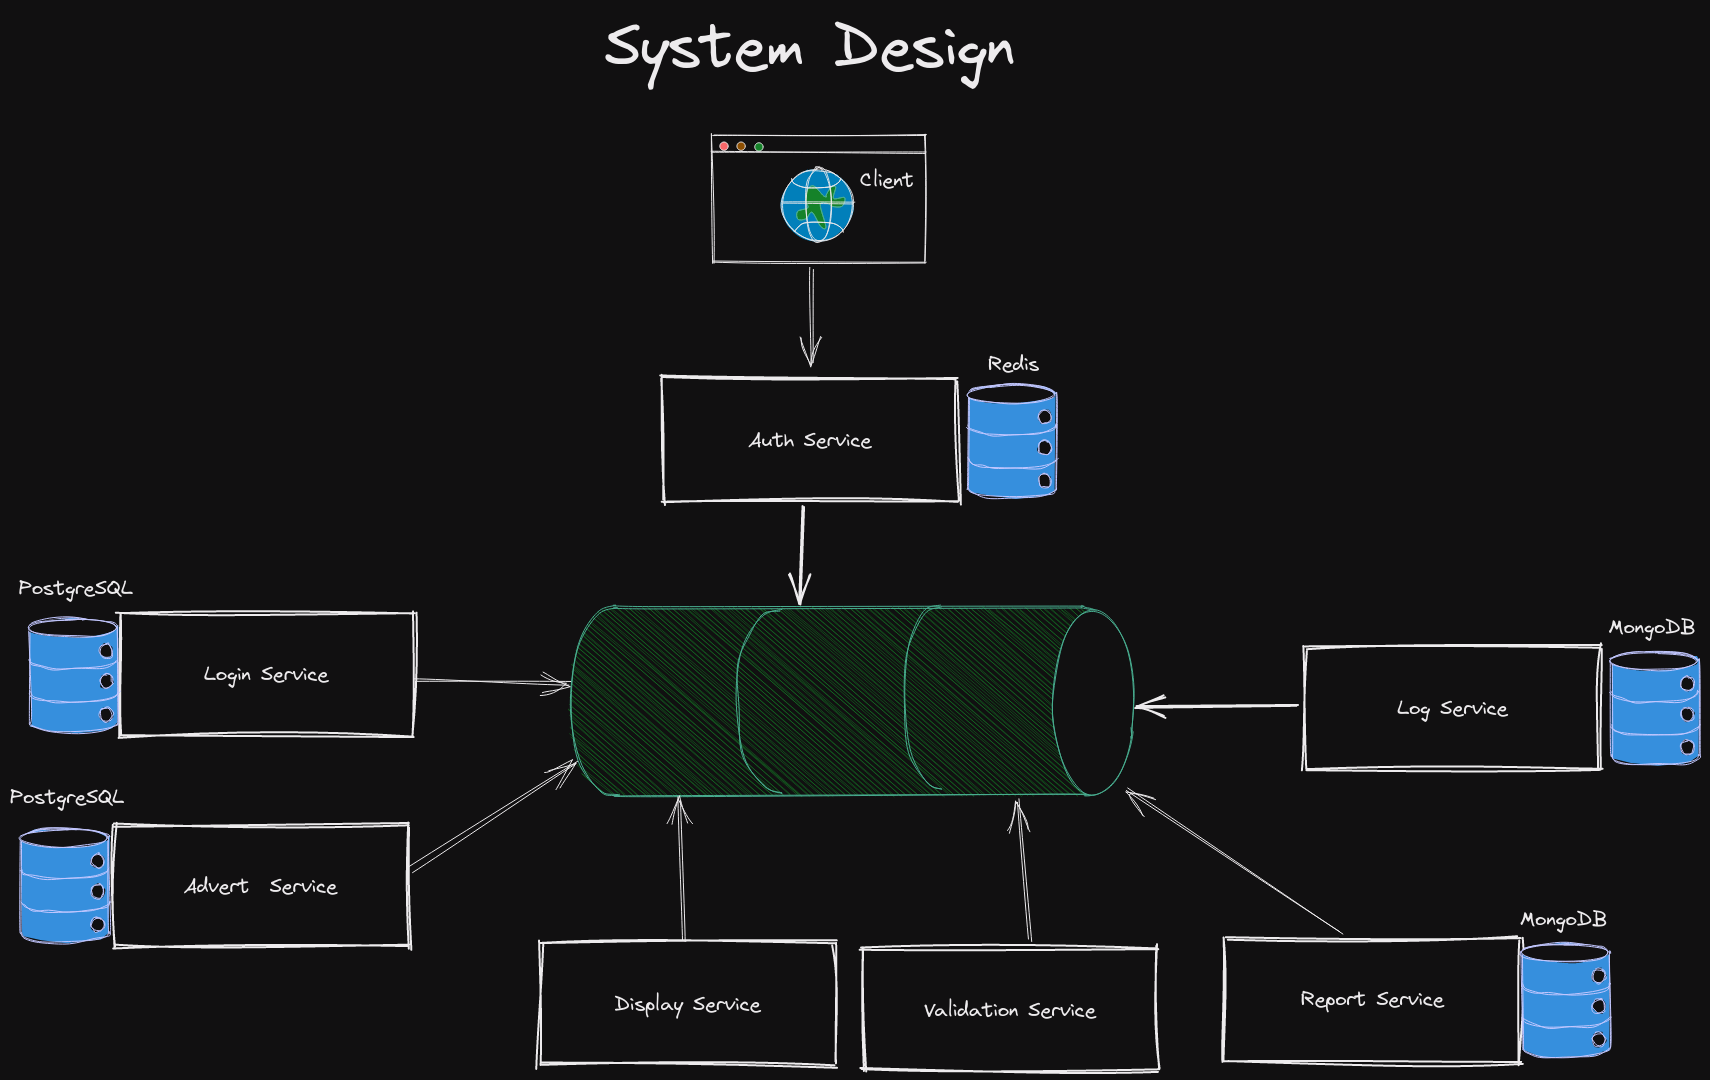 System Design
Client
Redis
Auth Service
PostgreSQL
Login Service
MongoDB
Log Service
PostgreSQL
Advert Service
Display Service
Validation Service
MongoDB
Report Service